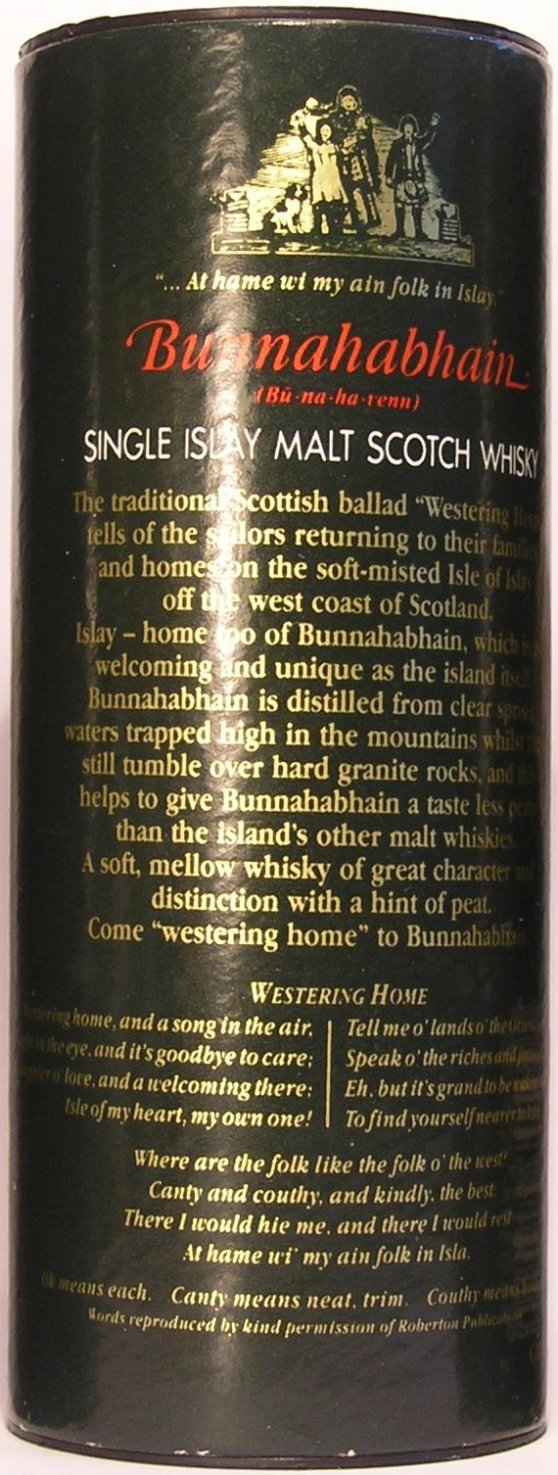 "... At hame wi my ain folk in Islay."
Bunnahabhain
(Bū-na-ha-venn)
SINGLE ISLAY MALT SCOTCH WHISKY
The traditional Scottish ballad "Westering
tells of the sailors returning to their families
and homes on the soft-misted Isle of Islay
off the west coast of Scotland.
Islay – home too of Bunnahabhain, which is
welcoming and unique as the island itself.
Bunnahabhain is distilled from clear spring
waters trapped high in the mountains whilst
still tumble over hard granite rocks, and
helps to give Bunnahabhain a taste less
than the island's other malt whiskies.
A soft, mellow whisky of great character
distinction with a hint of peat.
Come "westering home" to Bunnahabhain.
WESTERING HOME
home, and a song in the air,
in the eye, and it's goodbye to care;
o' love, and a welcoming there;
Isle of my heart, my own one!
Tell me o' lands o' the
Speak o' the riches and
Eh, but it's grand to be
To find yourself nearer
Where are the folk like the folk o' the west?
Canty and couthy, and kindly, the best.
There I would hie me, and there I would rest
At hame wi' my ain folk in Isla.
means each. Canty means neat, trim. Couthy means
Words reproduced by kind permission of Roberton